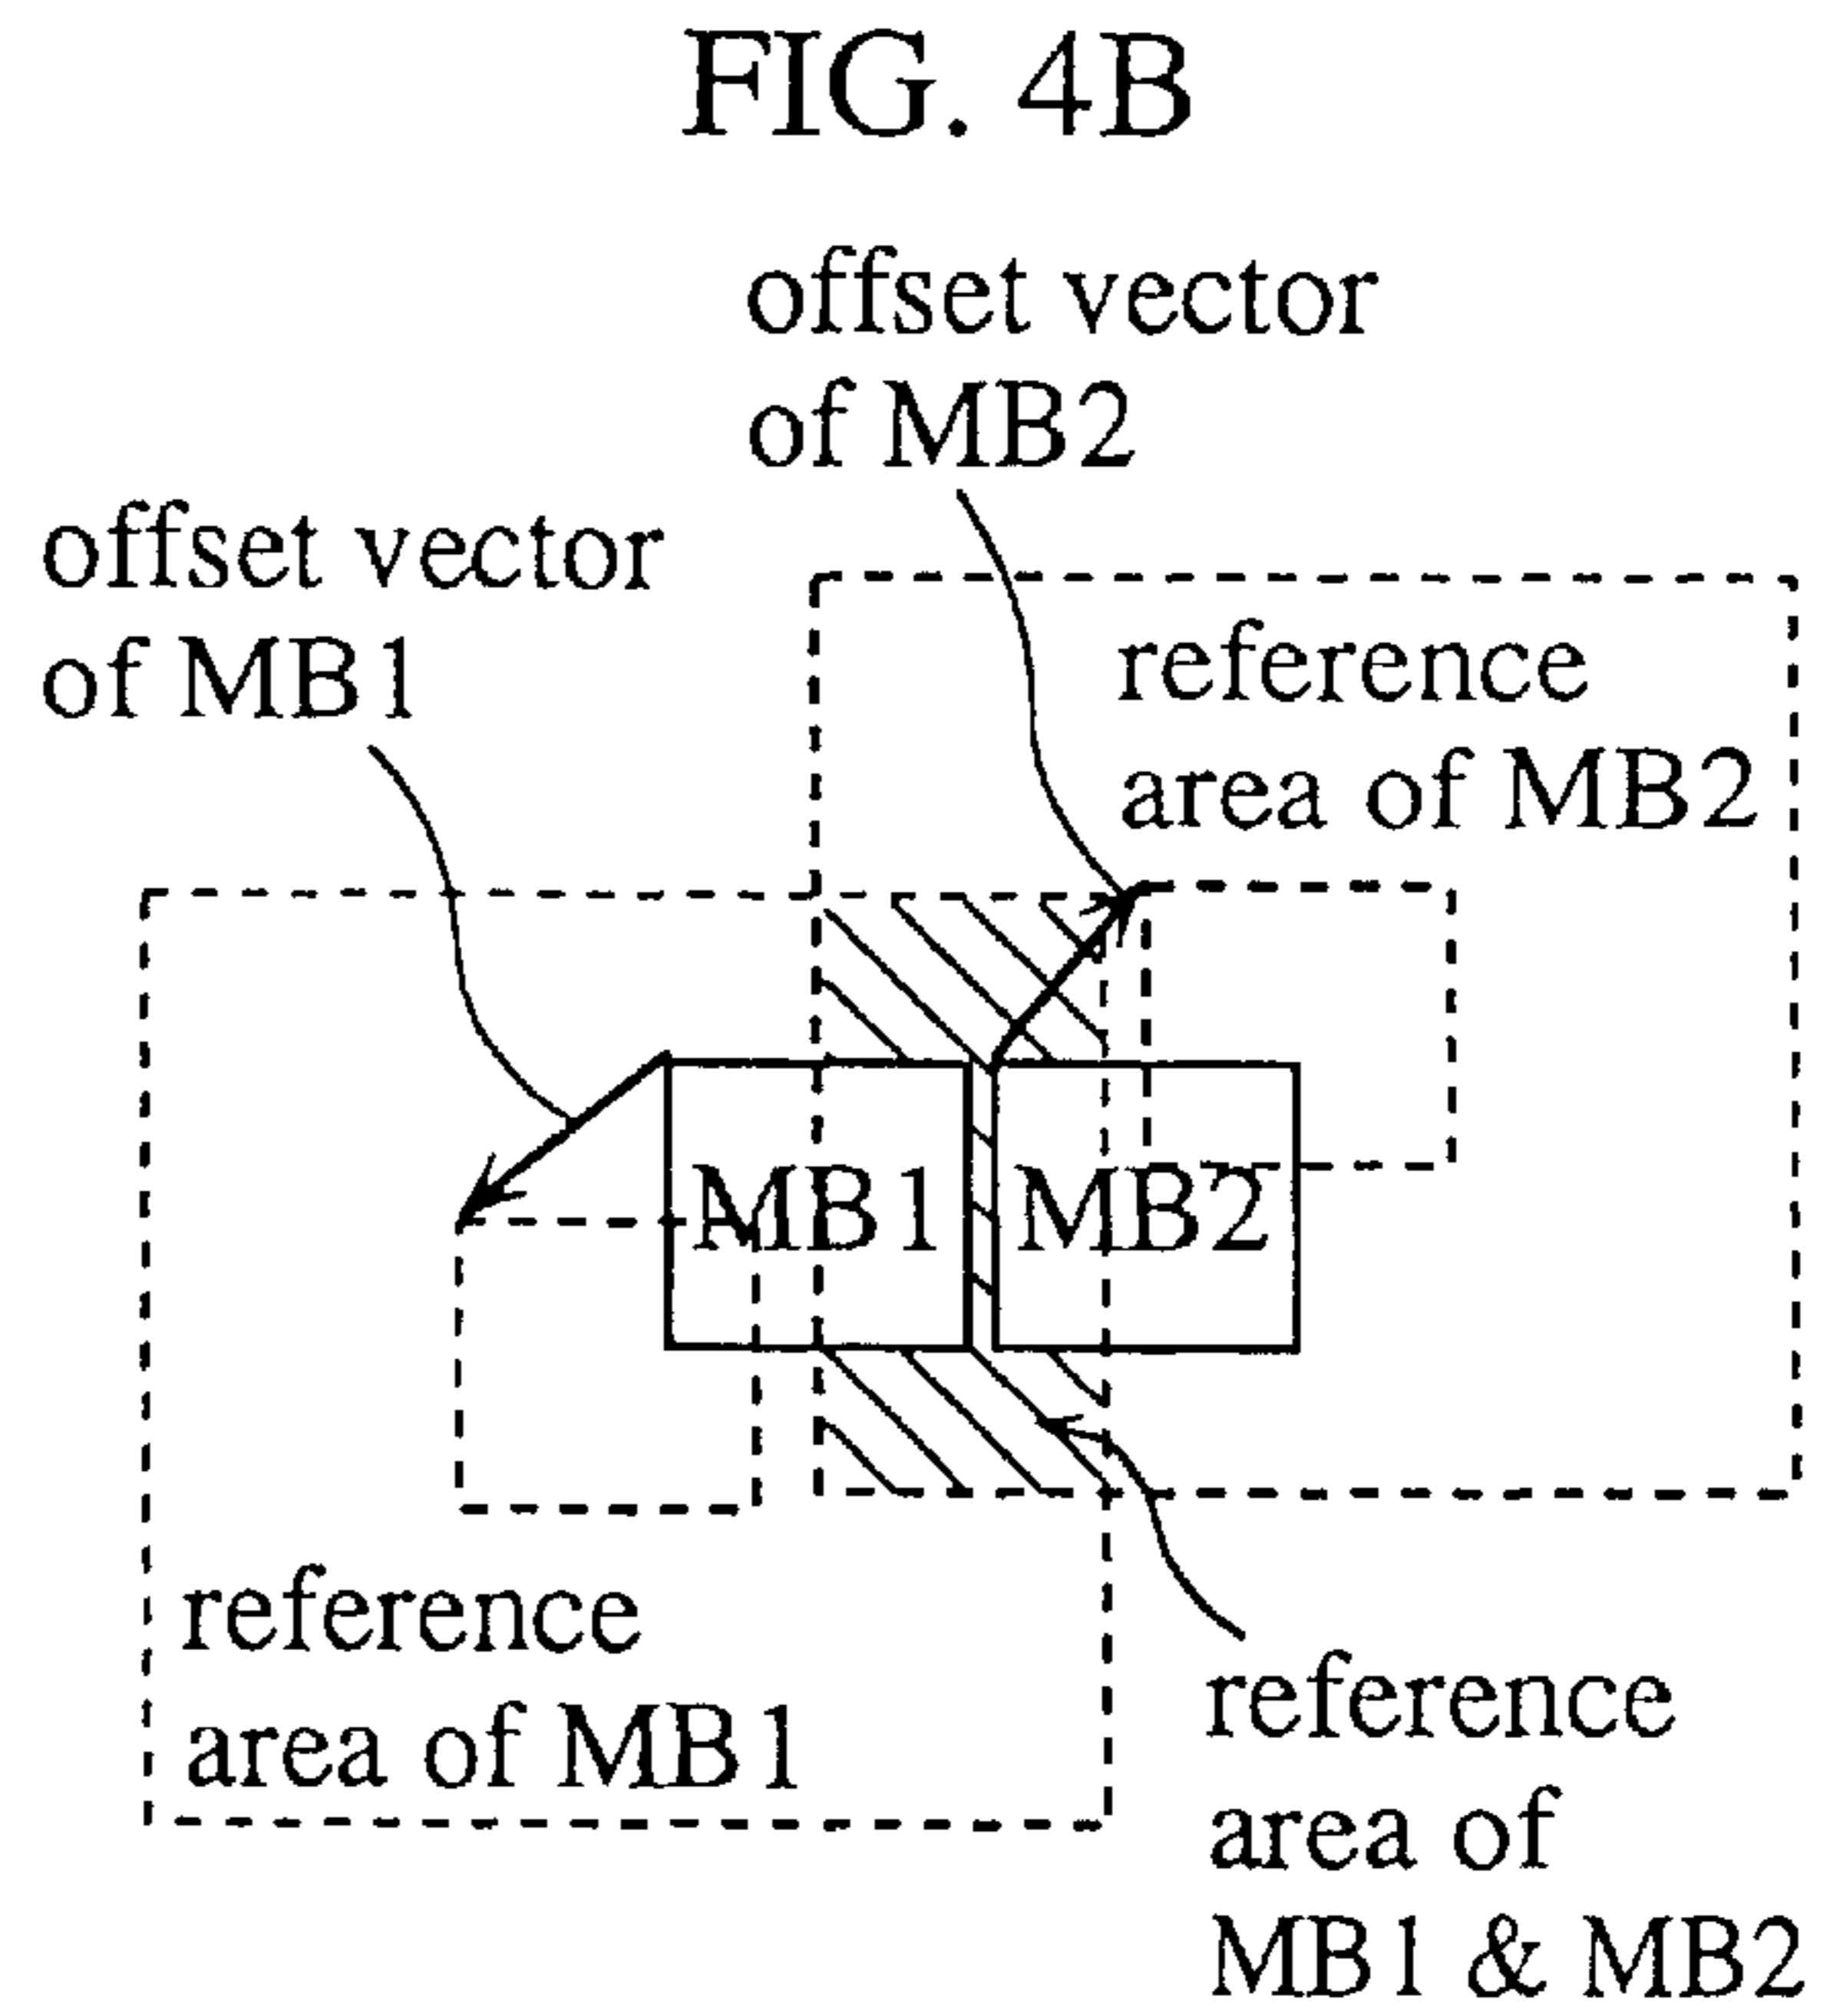 FIG. 4B
offset vector
of MB2
offset vector
of MB1
reference
area of MB2
MB1
MB2
reference
area of MB1
reference
area of
MB1 & MB2